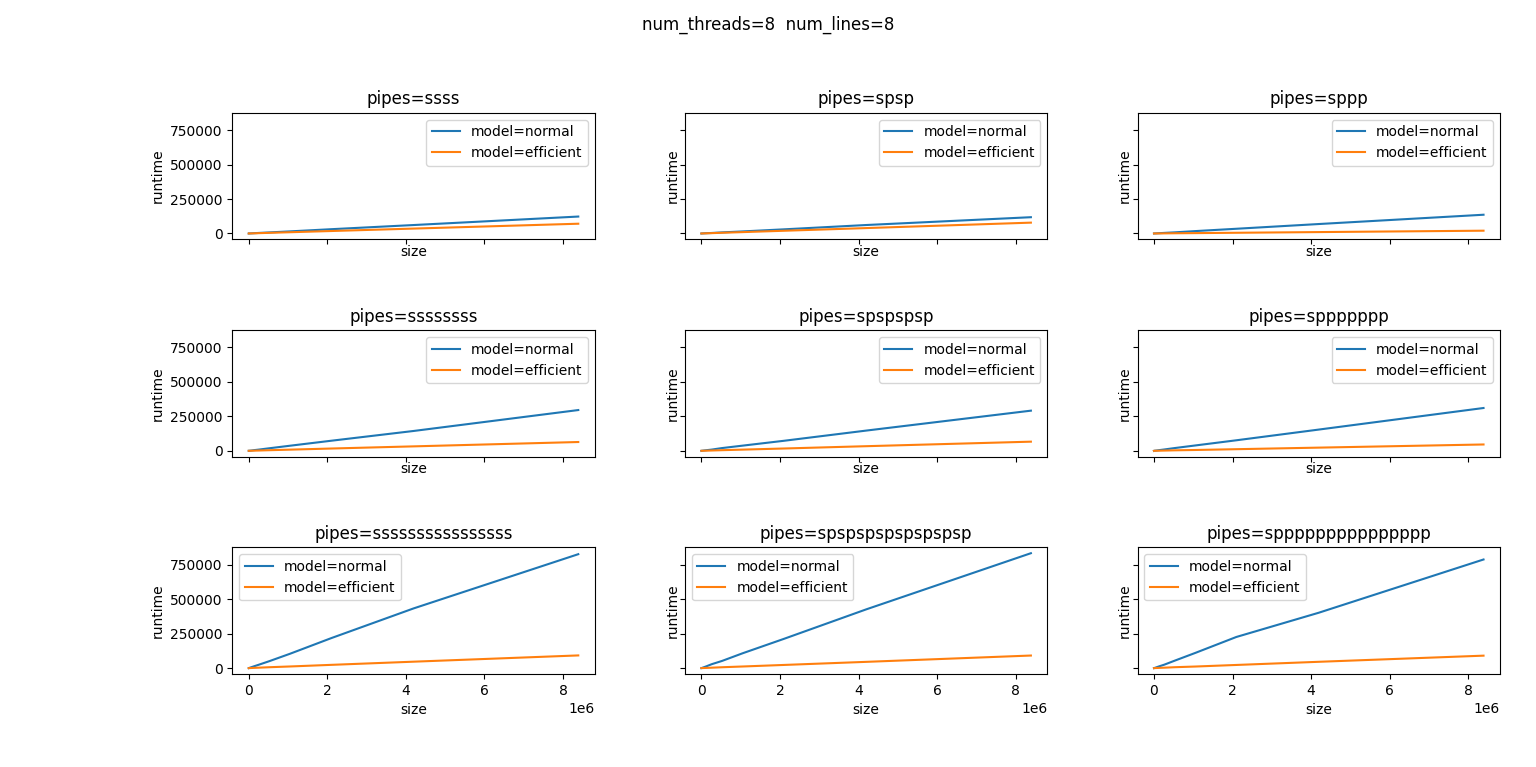 num_threads=8  num_lines=8
pipes=ssss
750000
500000
250000
0
runtime
size
model=normal
model=efficient
pipes=spsp
runtime
size
model=normal
model=efficient
pipes=sppp
runtime
size
model=normal
model=efficient
pipes=ssssssss
750000
500000
250000
0
runtime
size
model=normal
model=efficient
pipes=spspspsp
runtime
size
model=normal
model=efficient
pipes=sppppppp
runtime
size
model=normal
model=efficient
pipes=ssssssssssssssss
750000
500000
250000
0
runtime
model=normal
model=efficient
0 2 4 6 8
1e6
size
pipes=spspspspspspspsp
runtime
model=normal
model=efficient
0 2 4 6 8
1e6
size
pipes=sppppppppppppppp
runtime
model=normal
model=efficient
0 2 4 6 8
1e6
size